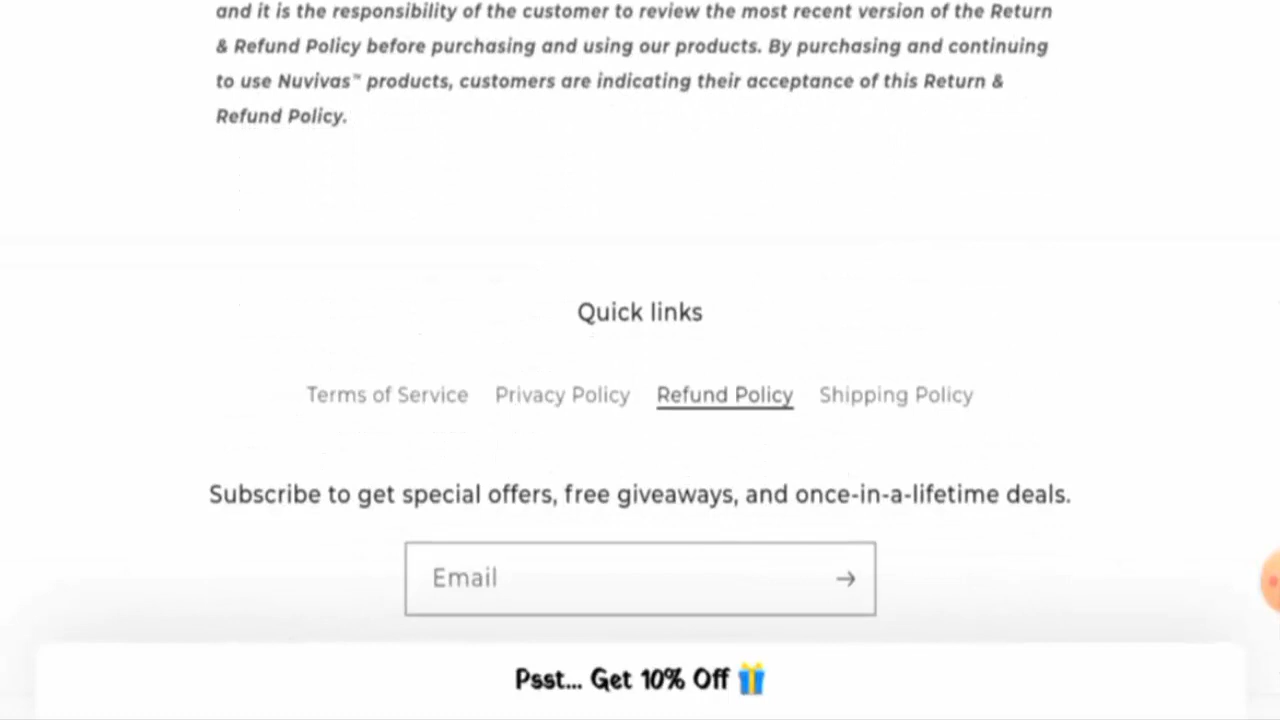 and it is the responsibility of the customer to review the most recent version of the Return
& Refund Policy before purchasing and using our products. By purchasing and continuing
to use Nuvivas™ products, customers are indicating their acceptance of this Return &
Refund Policy.
Quick links
Terms of Service Privacy Policy Refund Policy Shipping Policy
Subscribe to get special offers, free giveaways, and once-in-a-lifetime deals.
Email →
Psst... Get 10% Off 🎁